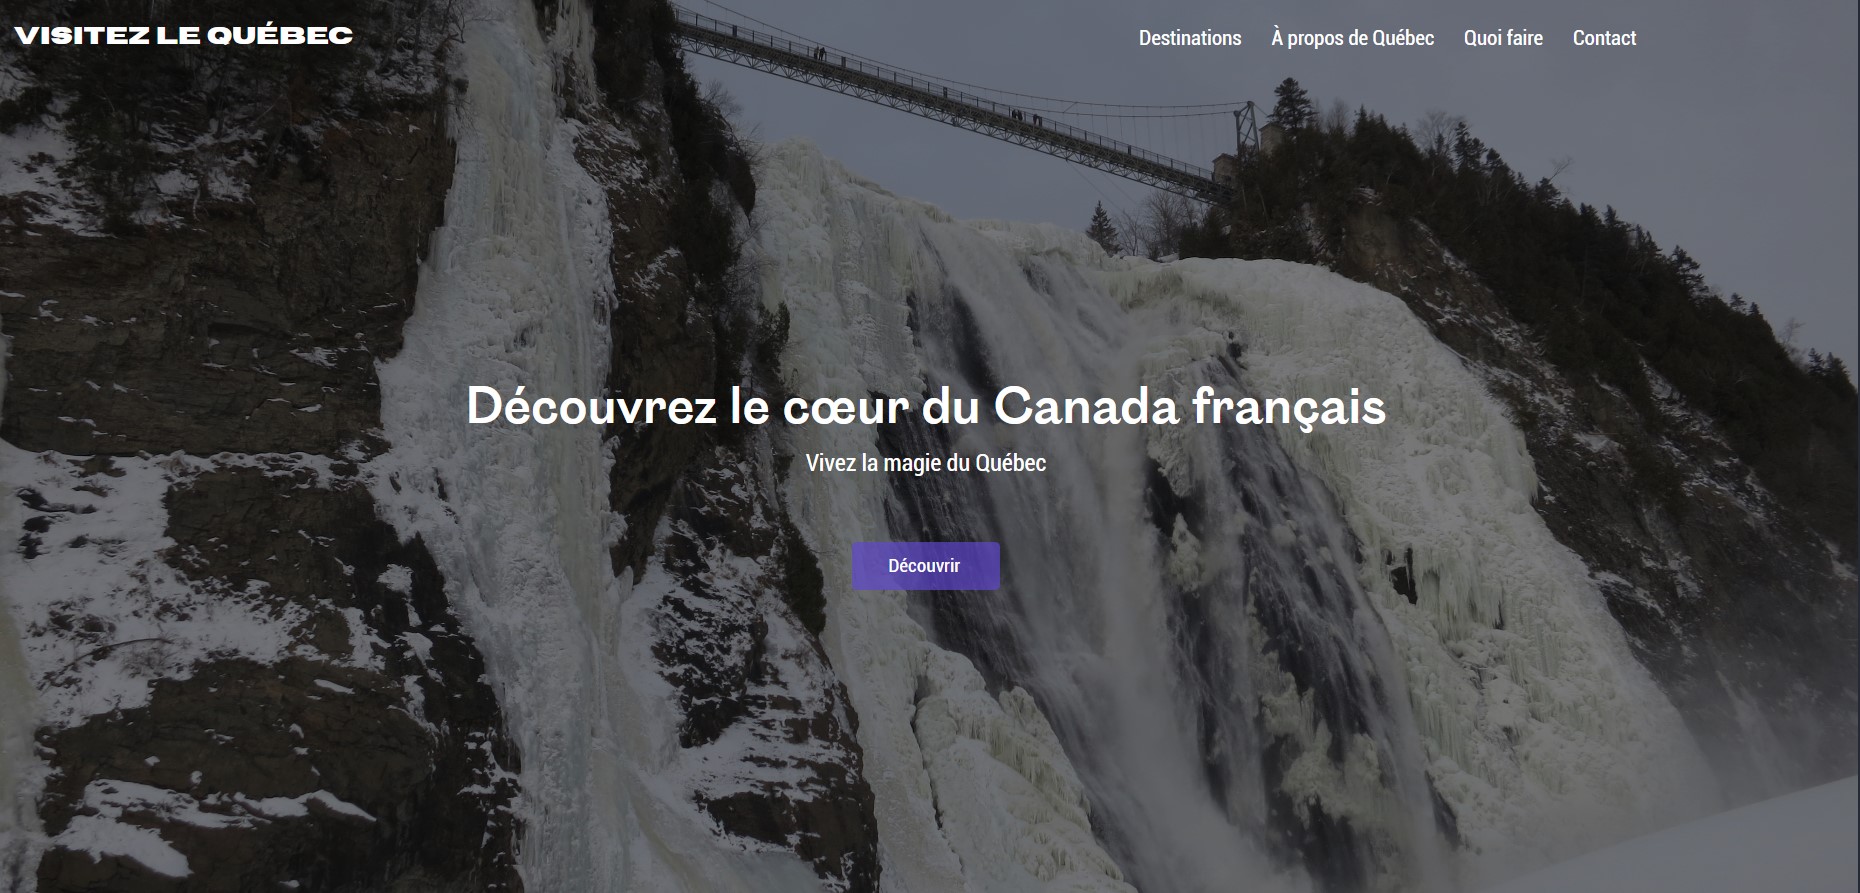 VISITEZ LE QUÉBEC
Destinations
À propos de Québec
Quoi faire
Contact
Découvrez le cœur du Canada français
Vivez la magie du Québec
Découvrir